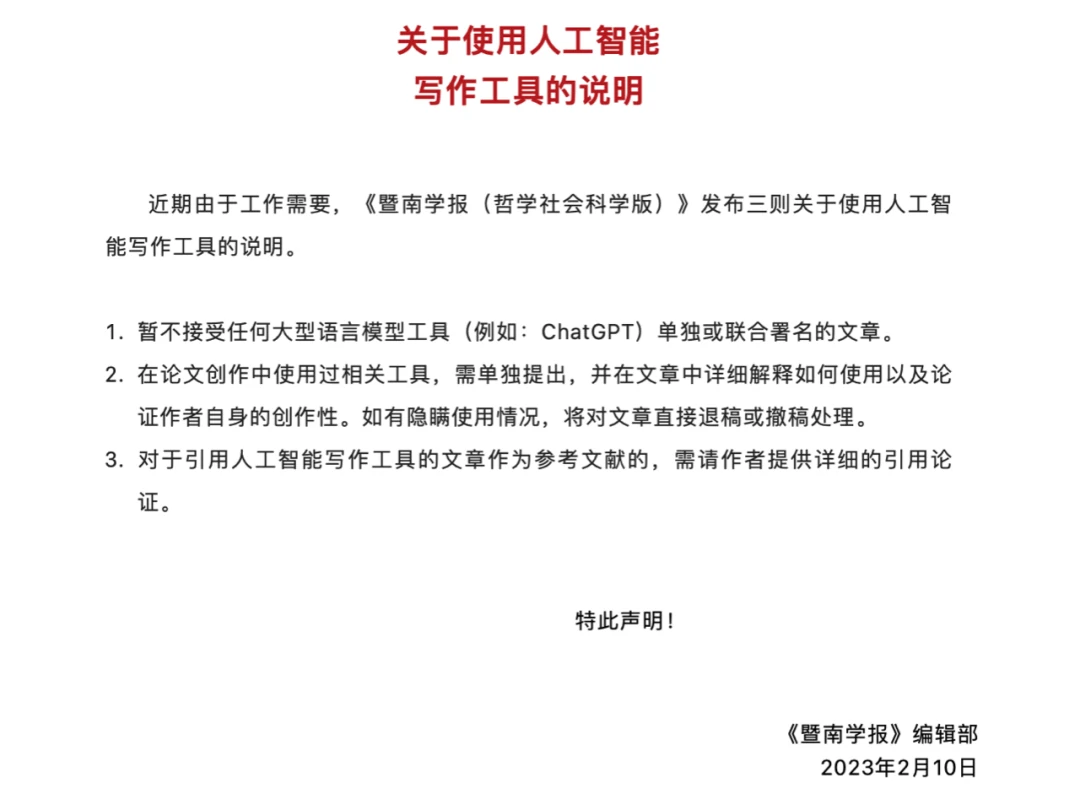 关于使用人工智能
写作工具的说明
近期由于工作需要，《暨南学报（哲学社会科学版）》发布三则关于使用人工智
能写作工具的说明。
1. 暂不接受任何大型语言模型工具（例如：ChatGPT）单独或联合署名的文章。
2. 在论文创作中使用过相关工具，需单独提出，并在文章中详细解释如何使用以及论
证作者自身的创作性。如有隐瞒使用情况，将对文章直接退稿或撤稿处理。
3. 对于引用人工智能写作工具的文章作为参考文献的，需请作者提供详细的引用论
证。
特此声明！
《暨南学报》编辑部
2023年2月10日